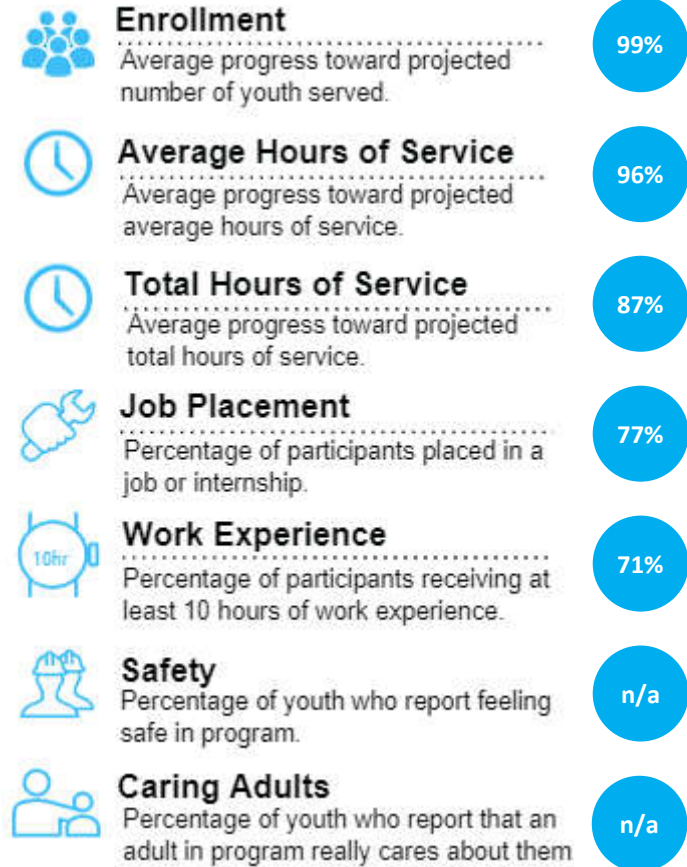 Enrollment
99%
Average progress toward projected
number of youth served.
Average Hours of Service
96%
Average progress toward projected
average hours of service.
Total Hours of Service
87%
Average progress toward projected
total hours of service.
Job Placement
77%
Percentage of participants placed in a
job or internship.
10hr
Work Experience
71%
Percentage of participants receiving at
least 10 hours of work experience.
Safety
n/a
Percentage of youth who report feeling
safe in program.
Caring Adults
n/a
Percentage of youth who report that an
adult in program really cares about them